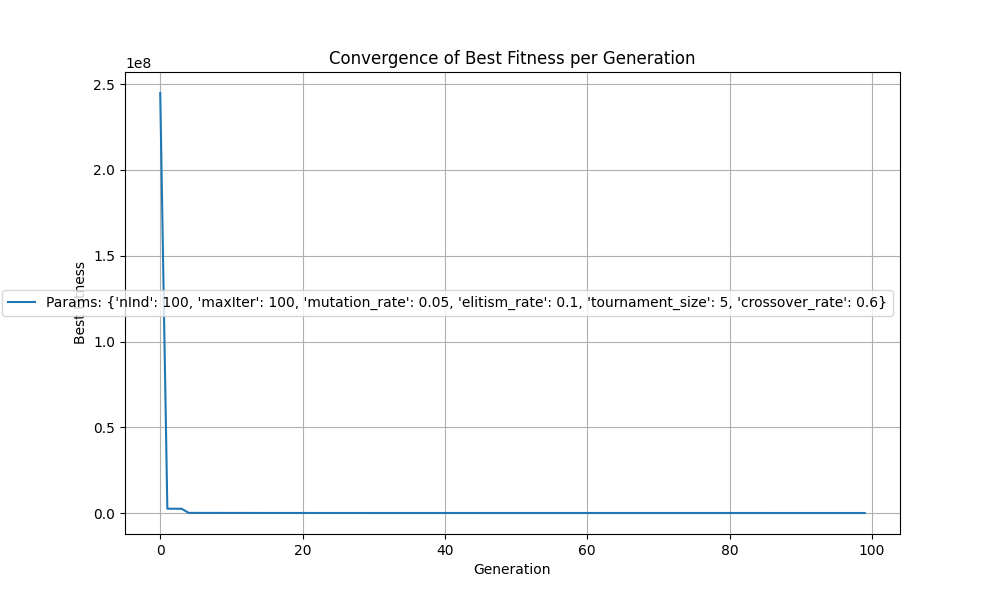 Convergence of Best Fitness per Generation
1e8
2.5
2.0
1.5
1.0
0.5
0.0
Best Fitness
Params: {'nInd': 100, 'maxIter': 100, 'mutation_rate': 0.05, 'elitism_rate': 0.1, 'tournament_size': 5, 'crossover_rate': 0.6}
0 20 40 60 80 100
Generation